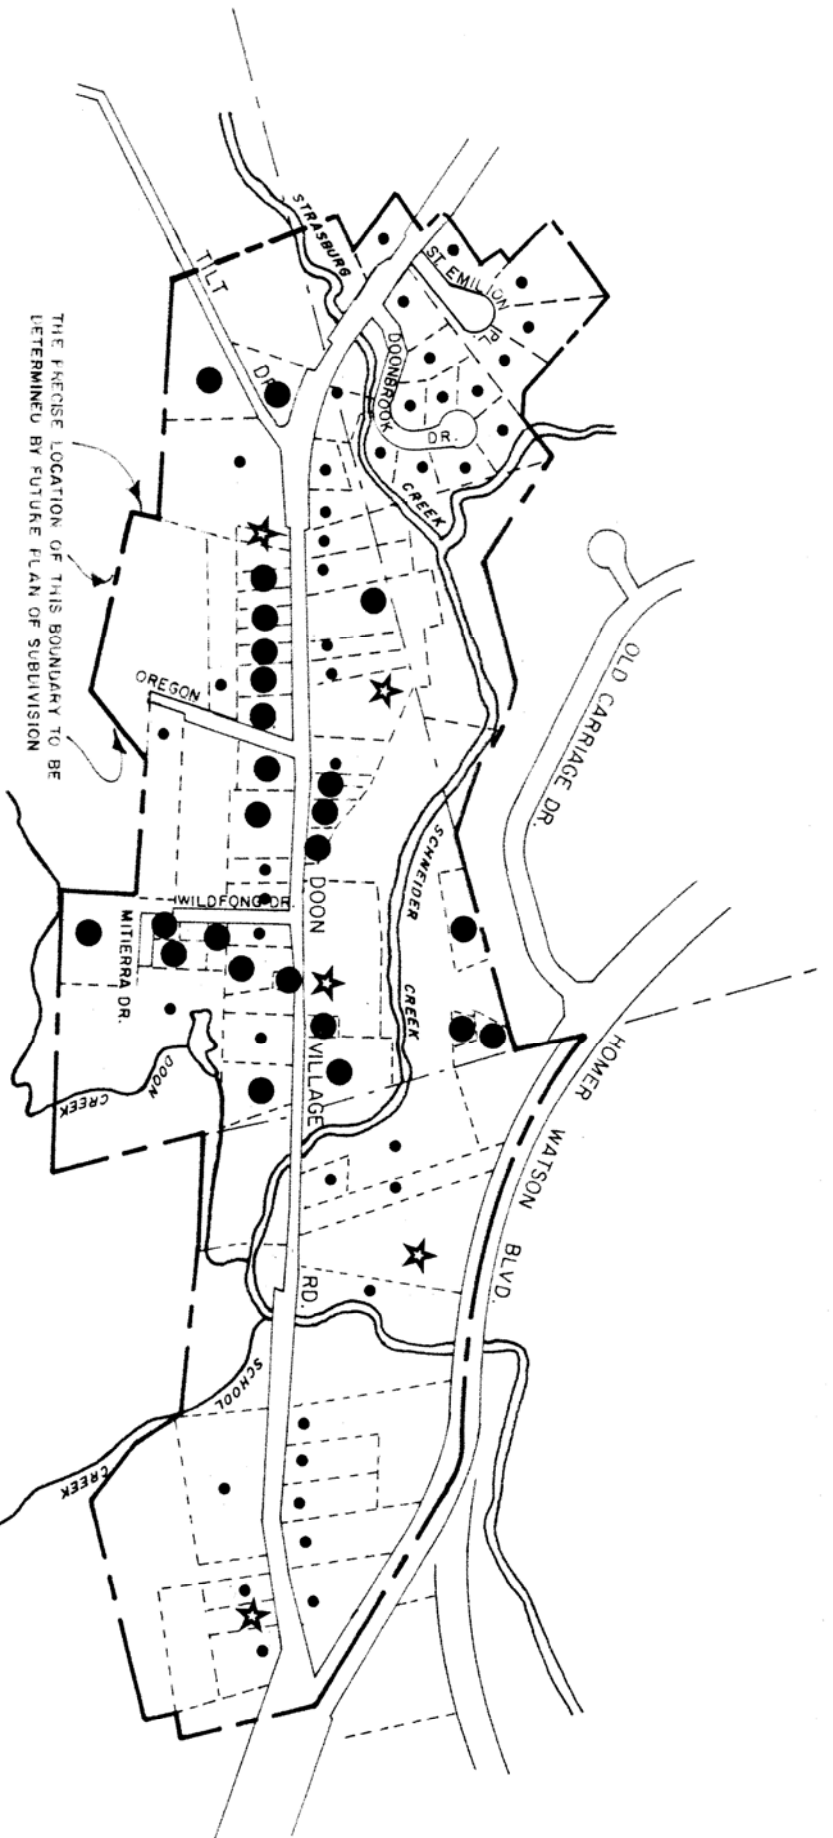 STRASBURG
ST. EMILION
PL.
TILT
DR.
DOONBROOK
DR.
CREEK
THE PRECISE LOCATION OF THIS BOUNDARY TO BE
DETERMINED BY FUTURE PLAN OF SUBDIVISION
OREGON
OLD CARRIAGE DR.
SCHNEIDER
CREEK
DOON
VILLAGE
RD.
WILDFONG DR.
MITIERRA DR.
DOON
CREEK
HOMER
WATSON
BLVD.
SCHOOL
CREEK